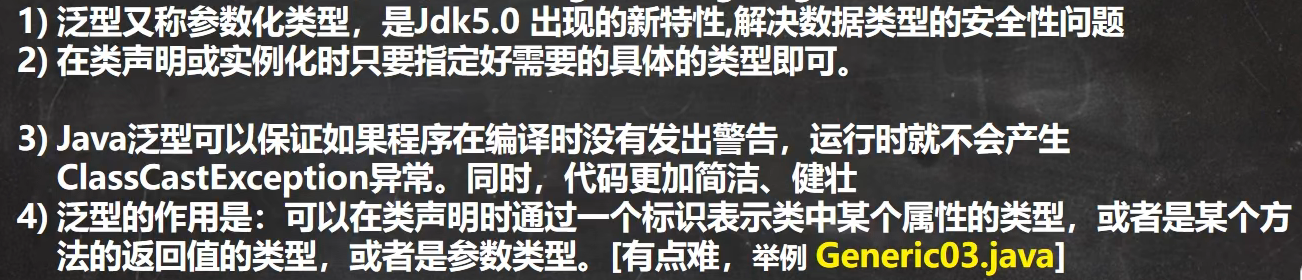 1) 泛型又称参数化类型，是Jdk5.0 出现的新特性,解决数据类型的安全性问题
2) 在类声明或实例化时只要指定好需要的具体的类型即可。
3) Java泛型可以保证如果程序在编译时没有发出警告，运行时就不会产生
ClassCastException异常。同时，代码更加简洁、健壮
4) 泛型的作用是：可以在类声明时通过一个标识表示类中某个属性的类型，或者是某个方
法的返回值的类型，或者是参数类型。[有点难，举例 Generic03.java]